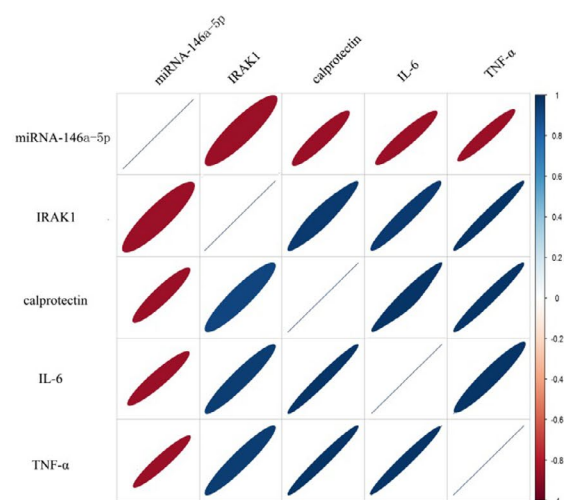 miRNA-146a-5p
IRAK1
calprotectin
IL-6
TNF-α
miRNA-146a-5p
IRAK1
calprotectin
IL-6
TNF-α
1
0.8
0.6
0.4
0.2
0
-0.2
-0.4
-0.6
-0.8